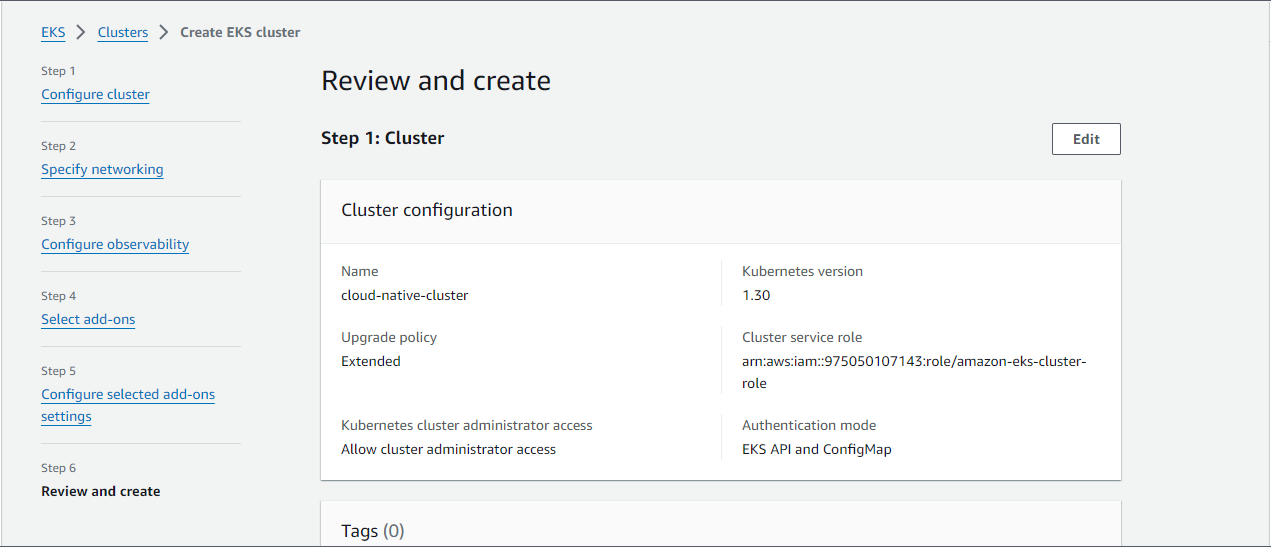 EKS > Clusters > Create EKS cluster
Step 1
Configure cluster
Step 2
Specify networking
Step 3
Configure observability
Step 4
Select add-ons
Step 5
Configure selected add-ons
settings
Step 6
Review and create
Review and create
Step 1: Cluster
Edit
Cluster configuration
Name
cloud-native-cluster
Kubernetes version
1.30
Upgrade policy
Extended
Cluster service role
arn:aws:iam::975050107143:role/amazon-eks-cluster-
role
Kubernetes cluster administrator access
Allow cluster administrator access
Authentication mode
EKS API and ConfigMap
Tags (0)